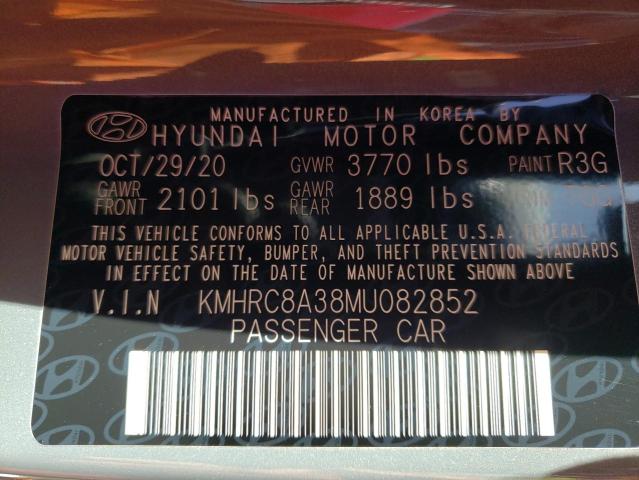 MANUFACTURED IN KOREA BY
HYUNDAI MOTOR COMPANY
OCT/29/20 GVWR 3770 lbs PAINT R3G
GAWR FRONT 2101 lbs GAWR REAR 1889 lbs
THIS VEHICLE CONFORMS TO ALL APPLICABLE U.S.A. FEDERAL
MOTOR VEHICLE SAFETY, BUMPER, AND THEFT PREVENTION STANDARDS
IN EFFECT ON THE DATE OF MANUFACTURE SHOWN ABOVE
V.I.N KMHRC8A38MU082852
PASSENGER CAR